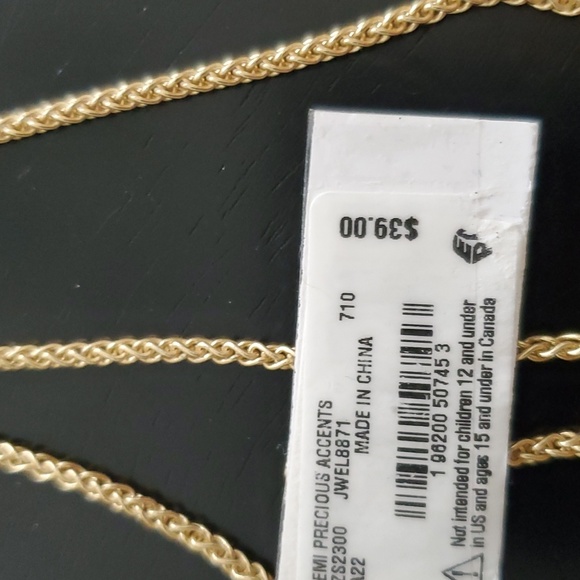 $39.00
EMI PRECIOUS ACCENTS
ZS2300 JWEL8871
A22 MADE IN CHINA 710
1 96200 50745 3
Not intended for children 12 and under
in US and ages 15 and under in Canada